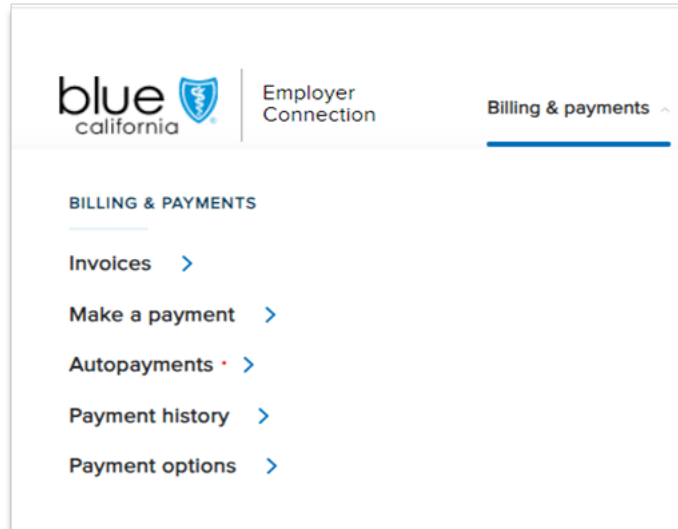 blue
california
Employer
Connection
Billing & payments
BILLING & PAYMENTS
Invoices
Make a payment
Autopayments
Payment history
Payment options